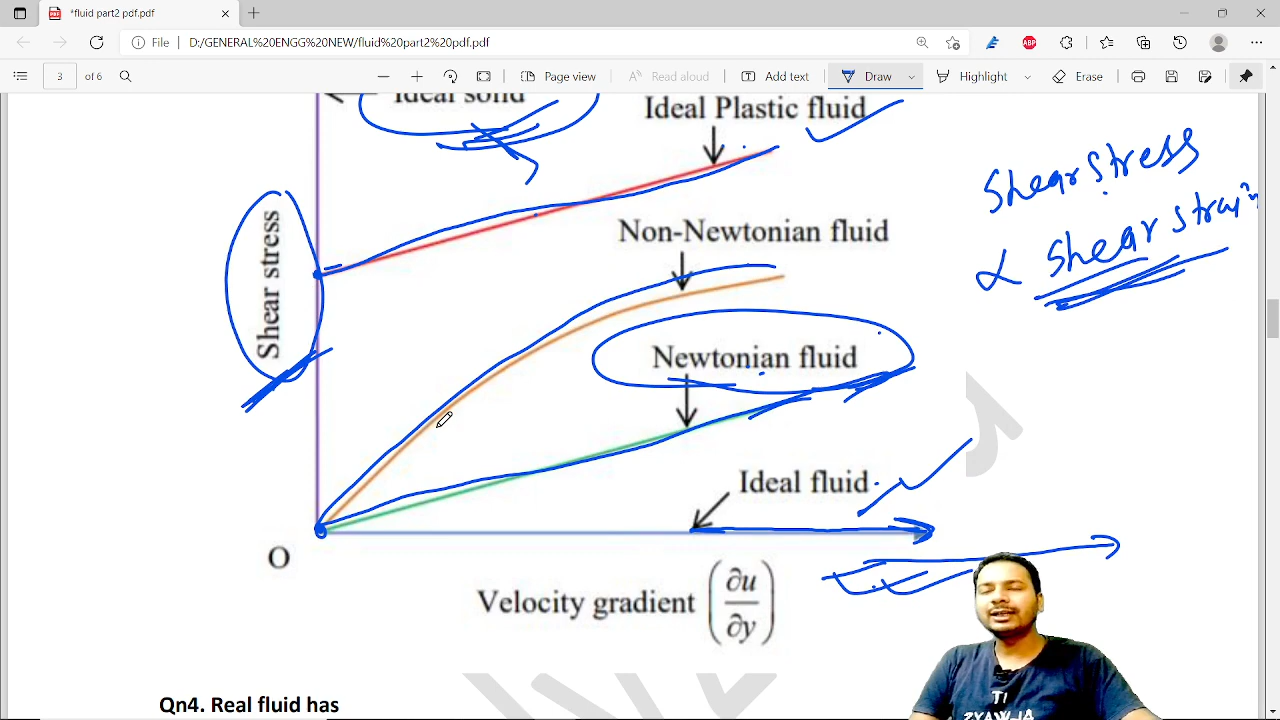 *fluid part2 pdf.pdf
File
D:/GENERAL%20ENGG%20NEW/fluid%20part2%20pdf.pdf
ABP
3 of 6
Page view
Read aloud
Add text
Draw
Highlight
Erase
Ideal solid
Ideal Plastic fluid
Shear stress
∝ Shear strain
Shear stress
Non-Newtonian fluid
Newtonian fluid
Ideal fluid
O
Velocity gradient (∂u/∂y)
Qn4. Real fluid has